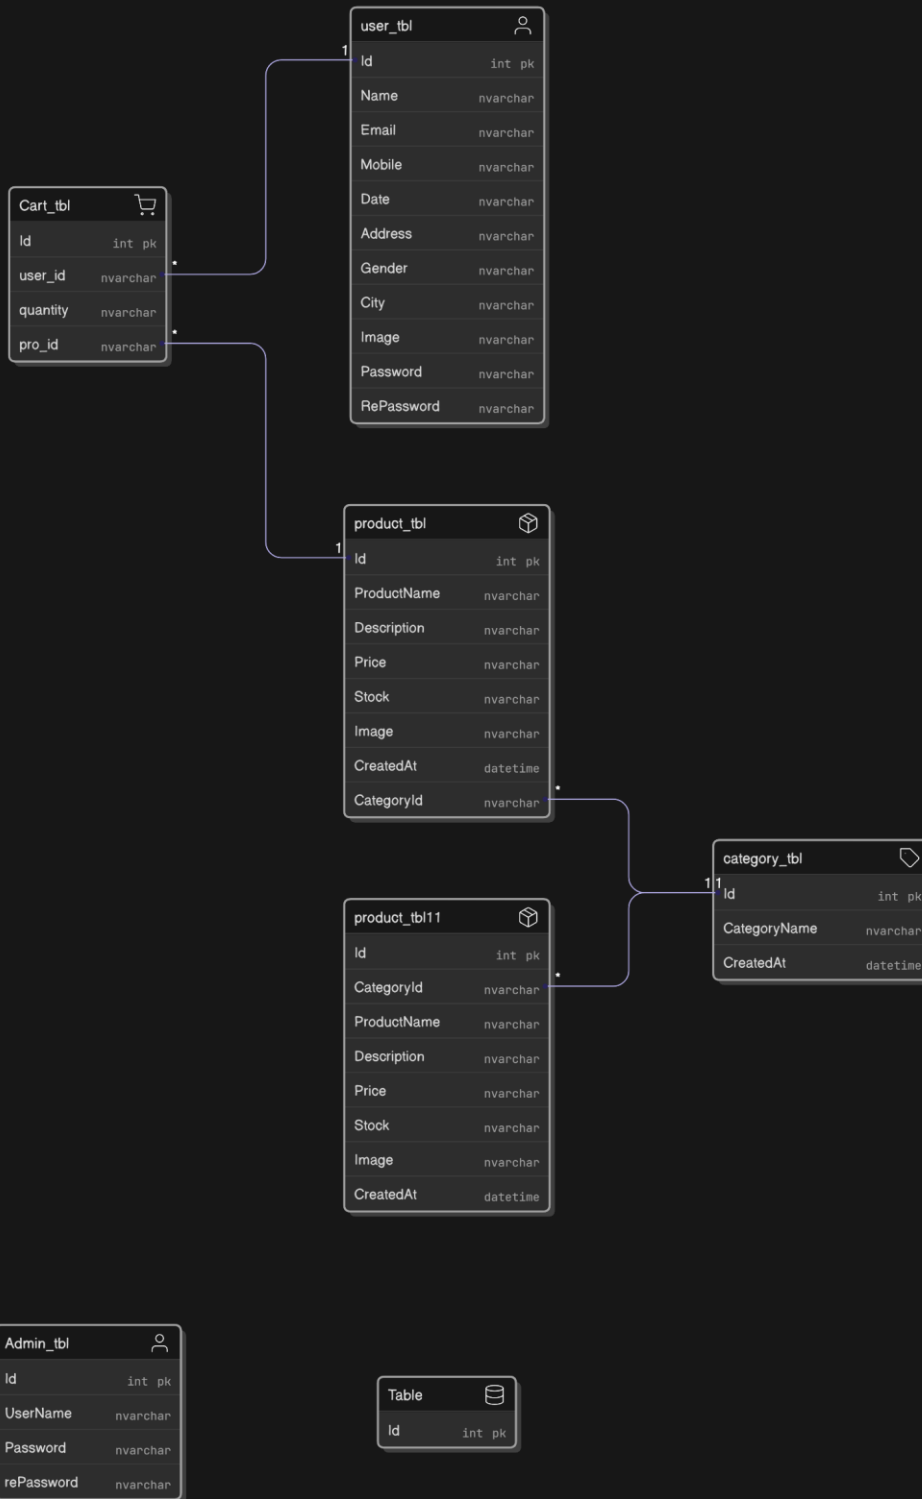 user_tbl
1
Id int pk
Name nvarchar
Email nvarchar
Mobile nvarchar
Date nvarchar
Address nvarchar
Gender nvarchar
City nvarchar
Image nvarchar
Password nvarchar
RePassword nvarchar
Cart_tbl
Id int pk
*
user_id nvarchar
quantity nvarchar
*
pro_id nvarchar
product_tbl
1
Id int pk
ProductName nvarchar
Description nvarchar
Price nvarchar
Stock nvarchar
Image nvarchar
CreatedAt datetime
*
CategoryId nvarchar
category_tbl
1 1
Id int pk
CategoryName nvarchar
CreatedAt datetime
product_tbl11
Id int pk
*
CategoryId nvarchar
ProductName nvarchar
Description nvarchar
Price nvarchar
Stock nvarchar
Image nvarchar
CreatedAt datetime
Admin_tbl
Id int pk
UserName nvarchar
Password nvarchar
rePassword nvarchar
Table
Id int pk